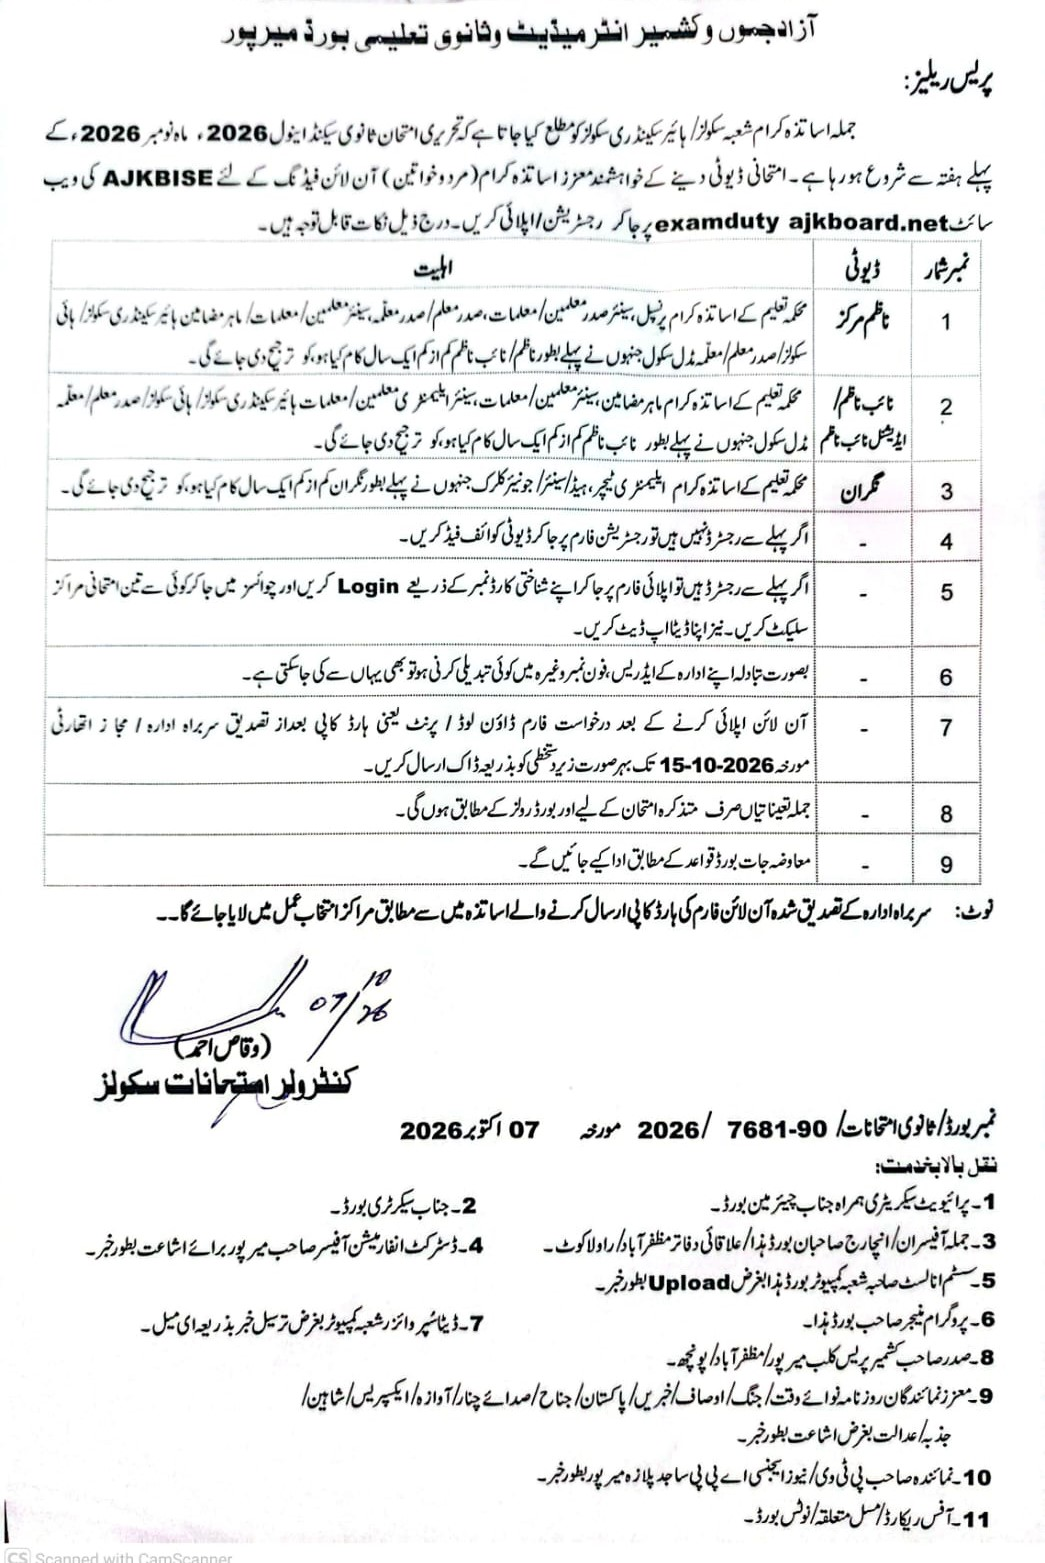 آزاد جموں و کشمیر انٹرمیڈیٹ و ثانوی تعلیمی بورڈ میرپور
پریس ریلیز:
جملہ اساتذہ کرام شعبہ سکولز/ہائیر سیکنڈری سکولز کو مطلع کیا جاتا ہے کہ تحریری امتحان ثانوی سیکنڈ اینول 2026ء، ماہ نومبر 2026ء کے
پہلے ہفتہ سے شروع ہو رہا ہے۔ امتحانی ڈیوٹی دینے کے خواہشمند معزز اساتذہ کرام (مرد و خواتین) آن لائن فیڈنگ کے لئے AJKBISE کی ویب
سائٹ examduty ajkboard.net پر جا کر رجسٹریشن/اپلائی کریں۔ درج ذیل نکات قابل توجہ ہیں۔
نمبر شمار ڈیوٹی اہلیت
1 ناظم مرکز محکمہ تعلیم کے اساتذہ کرام پرنسپل، سینئر صدر معلمین/معلمات، صدر معلم/صدر معلمہ، سینئر معلمین/معلمات/ماہر مضامین ہائیر سیکنڈری سکولز/ہائی
سکولز/صدر معلم/معلمہ مڈل سکول جنہوں نے پہلے بطور ناظم/نائب ناظم کم از کم ایک سال کام کیا ہو، کو ترجیح دی جائے گی۔
2 نائب ناظم/ محکمہ تعلیم کے اساتذہ کرام ماہر مضامین، سینئر معلمین/معلمات، سینئر ایلیمنٹری معلمین/معلمات ہائیر سیکنڈری سکولز/ہائی سکولز/صدر معلم/معلمہ
ایڈیشنل نائب ناظم مڈل سکول جنہوں نے پہلے بطور نائب ناظم کم از کم ایک سال کام کیا ہو، کو ترجیح دی جائے گی۔
3 نگران محکمہ تعلیم کے اساتذہ کرام ایلیمنٹری ٹیچر، ہیڈ/سینئر/جونیئر کلرک جنہوں نے پہلے بطور نگران کم از کم ایک سال کام کیا ہو، کو ترجیح دی جائے گی۔
4 - اگر پہلے سے رجسٹرڈ نہیں ہیں تو رجسٹریشن فارم پر جا کر ڈیوٹی کوائف فیڈ کریں۔
5 - اگر پہلے سے رجسٹرڈ ہیں تو اپلائی فارم پر جا کر اپنے شناختی کارڈ نمبر کے ذریعے Login کریں اور چوائسز میں جا کر کوئی سے تین امتحانی مراکز
سلیکٹ کریں۔ نیز اپنا ڈیٹا اپ ڈیٹ کریں۔
6 - بصورت تبادلہ اپنے ادارہ کے ایڈریس، فون نمبر وغیرہ میں کوئی تبدیلی کرنی ہو تو بھی یہاں سے کی جا سکتی ہے۔
7 - آن لائن اپلائی کرنے کے بعد درخواست فارم ڈاؤن لوڈ / پرنٹ یعنی ہارڈ کاپی بعد از تصدیق سربراہ ادارہ / مجاز اتھارٹی
مورخہ 15-10-2026 تک بہر صورت زیر دستخطی کو بذریعہ ڈاک ارسال کریں۔
8 - جملہ تعیناتیاں صرف متذکرہ امتحان کے لیے اور بورڈ رولز کے مطابق ہوں گی۔
9 - معاوضہ جات بورڈ قواعد کے مطابق ادا کیے جائیں گے۔
نوٹ: سربراہ ادارہ کے تصدیق شدہ آن لائن فارم کی ہارڈ کاپی ارسال کرنے والے اساتذہ میں سے مطابق مراکز انتخاب عمل میں لایا جائے گا۔۔
07/10/26
(وقاص احمد)
کنٹرولر امتحانات سکولز
نمبر بورڈ/ثانوی امتحانات/ 7681-90 /2026 مورخہ 07 اکتوبر 2026
نقل بالا بخدمت:
1۔ پرائیویٹ سیکریٹری ہمراہ جناب چیئرمین بورڈ۔ 2۔ جناب سیکرٹری بورڈ۔
3۔ جملہ آفیسران/انچارج صاحبان بورڈ ہذا/علاقائی دفاتر مظفر آباد/راولاکوٹ۔ 4۔ ڈسٹرکٹ انفارمیشن آفیسر صاحب میرپور برائے اشاعت بطور خبر۔
5۔ سسٹم انالسٹ صاحبہ شعبہ کمپیوٹر بورڈ ہذا بغرض Upload بطور خبر۔
6۔ پروگرام منیجر صاحب بورڈ ہذا۔ 7۔ ڈیٹا سپروائزر شعبہ کمپیوٹر بغرض ترسیل خبر بذریعہ ای میل۔
8۔ صدر صاحب کشمیر پریس کلب میرپور/مظفر آباد/پونچھ۔
9۔ معزز نمائندگان روزنامہ نوائے وقت/جنگ/اوصاف/خبریں/پاکستان/جناح/صدائے چنار/آوازہ/ایکسپریس/شاہین/
جذبہ/عدالت بغرض اشاعت بطور خبر۔
10۔ نمائندہ صاحب پی ٹی وی/نیوز ایجنسی اے پی پی ساجد پلازہ میرپور بطور خبر۔
11۔ آفس ریکارڈ/مسل متعلقہ/نوٹس بورڈ۔
CS Scanned with CamScanner